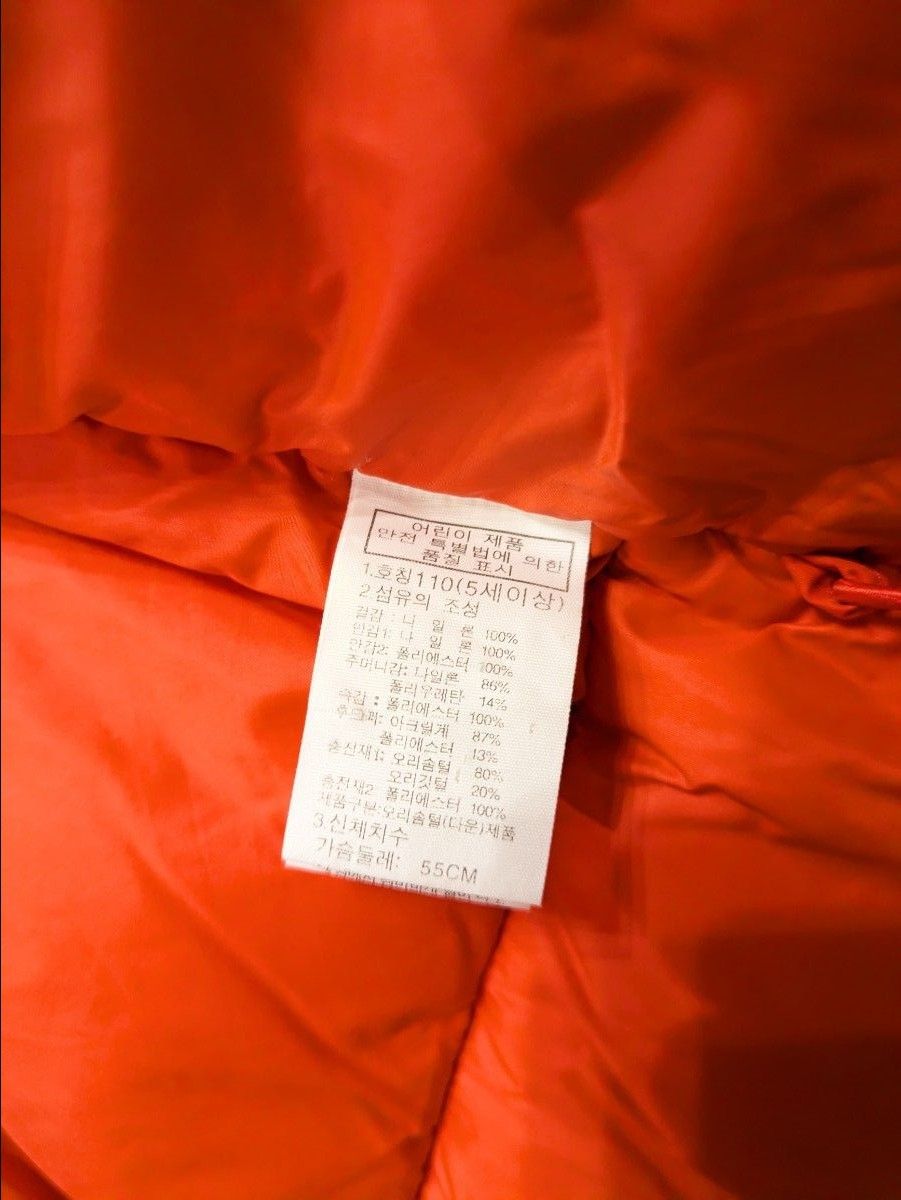 어린이 제품
안전 특별법에 의한
품질 표시
1.호칭110(5세이상)
2.섬유의 조성
겉감 : 나 일 론 100%
안감1: 나 일 론 100%
안감2: 폴리에스터 100%
주머니감: 나일론 86%
폴리우레탄 14%
폴리에스터 100%
아크릴계 87%
폴리에스터 13%
충전재1: 오리솜털 80%
오리깃털 20%
충전재2 폴리에스터 100%
제품구분:오리솜털(다운)제품
3.신체치수
가슴둘레: 55CM